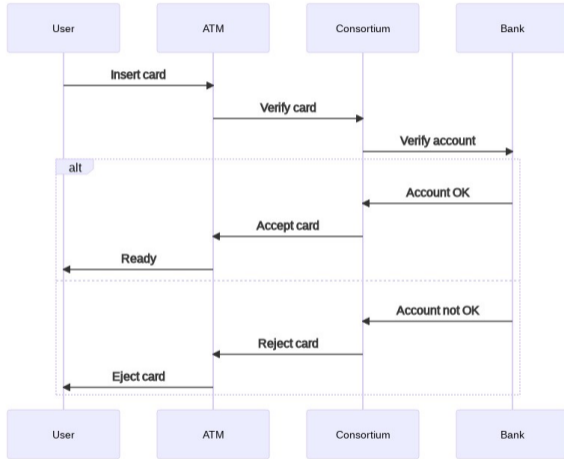 User ATM Consortium Bank
Insert card
Verify card
Verify account
alt
Account OK
Accept card
Ready
Account not OK
Reject card
Eject card
User ATM Consortium Bank